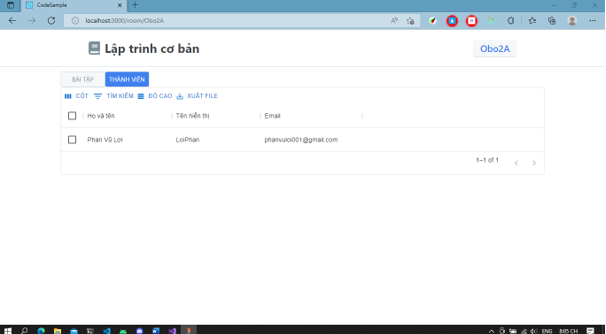 CodeSample
localhost:3000/room/Obo2A
Lập trình cơ bản
Obo2A
BÀI TẬP
THÀNH VIÊN
CỘT
TÌM KIẾM
ĐỘ CAO
XUẤT FILE
Họ và tên
Tên hiển thị
Email
Phan Vũ Lợi
LoiPhan
phanvuloi001@gmail.com
1–1 of 1
ENG
8:05 CH